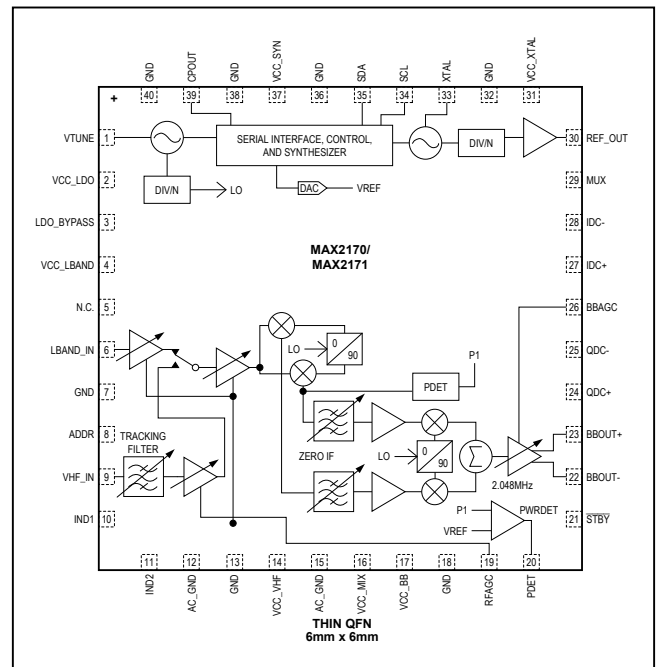 GND
CPOUT
GND
VCC_SYN
GND
SDA
SCL
XTAL
GND
VCC_XTAL
+
40
39
38
37
36
35
34
33
32
31
VTUNE
1
VCC_LDO
2
LDO_BYPASS
3
VCC_LBAND
4
N.C.
5
LBAND_IN
6
GND
7
ADDR
8
VHF_IN
9
IND1
10
SERIAL INTERFACE, CONTROL,
AND SYNTHESIZER
DIV/N
LO
DAC
VREF
DIV/N
MAX2170/
MAX2171
LO
0
90
PDET
P1
TRACKING
FILTER
ZERO IF
LO
0
90
Σ
2.048MHz
P1
VREF
PWRDET
30
REF_OUT
29
MUX
28
IDC-
27
IDC+
26
BBAGC
25
QDC-
24
QDC+
23
BBOUT+
22
BBOUT-
21
STBY
11
12
13
14
15
16
17
18
19
20
IND2
AC_GND
GND
VCC_VHF
AC_GND
VCC_MIX
VCC_BB
GND
RFAGC
PDET
THIN QFN
6mm x 6mm